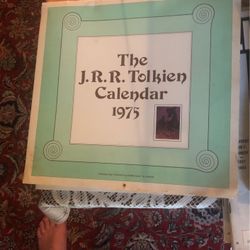 The
J.R.R. Tolkien
Calendar
1975